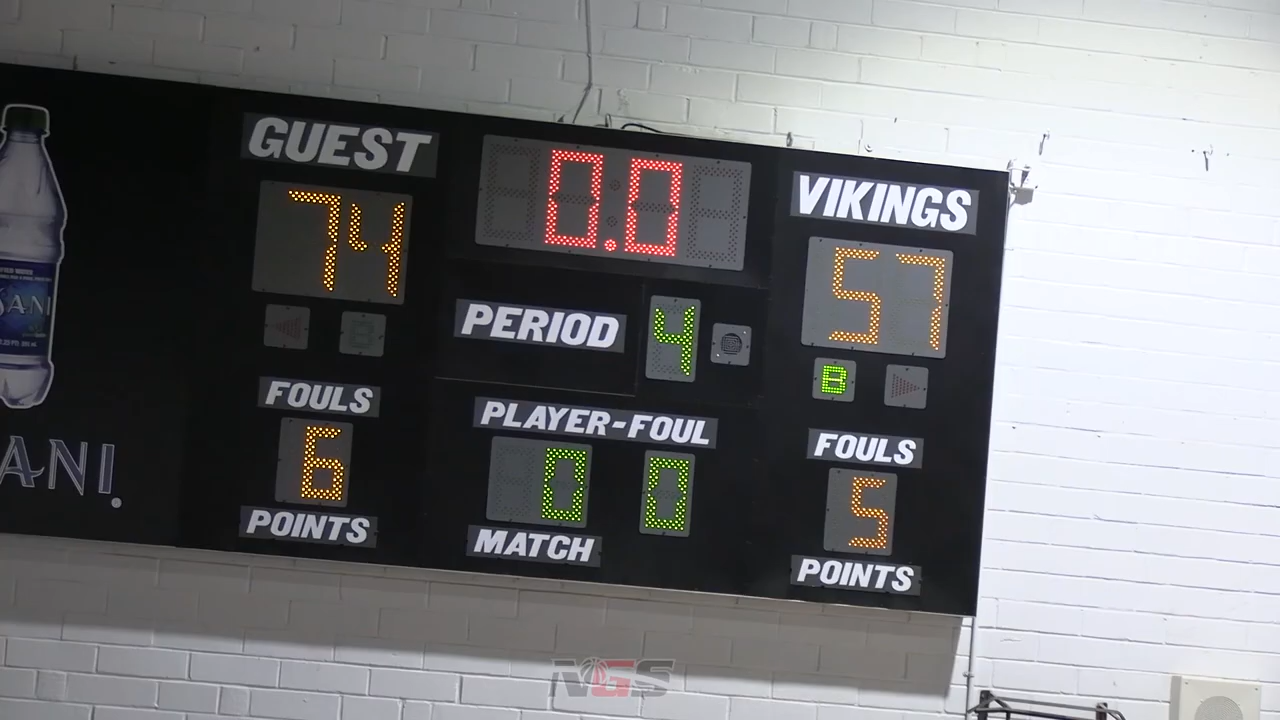 GUEST
0.0
VIKINGS
74
57
PERIOD
4
B
FOULS
PLAYER-FOUL
FOULS
6
0
0
5
POINTS
MATCH
POINTS
ANI
NGS